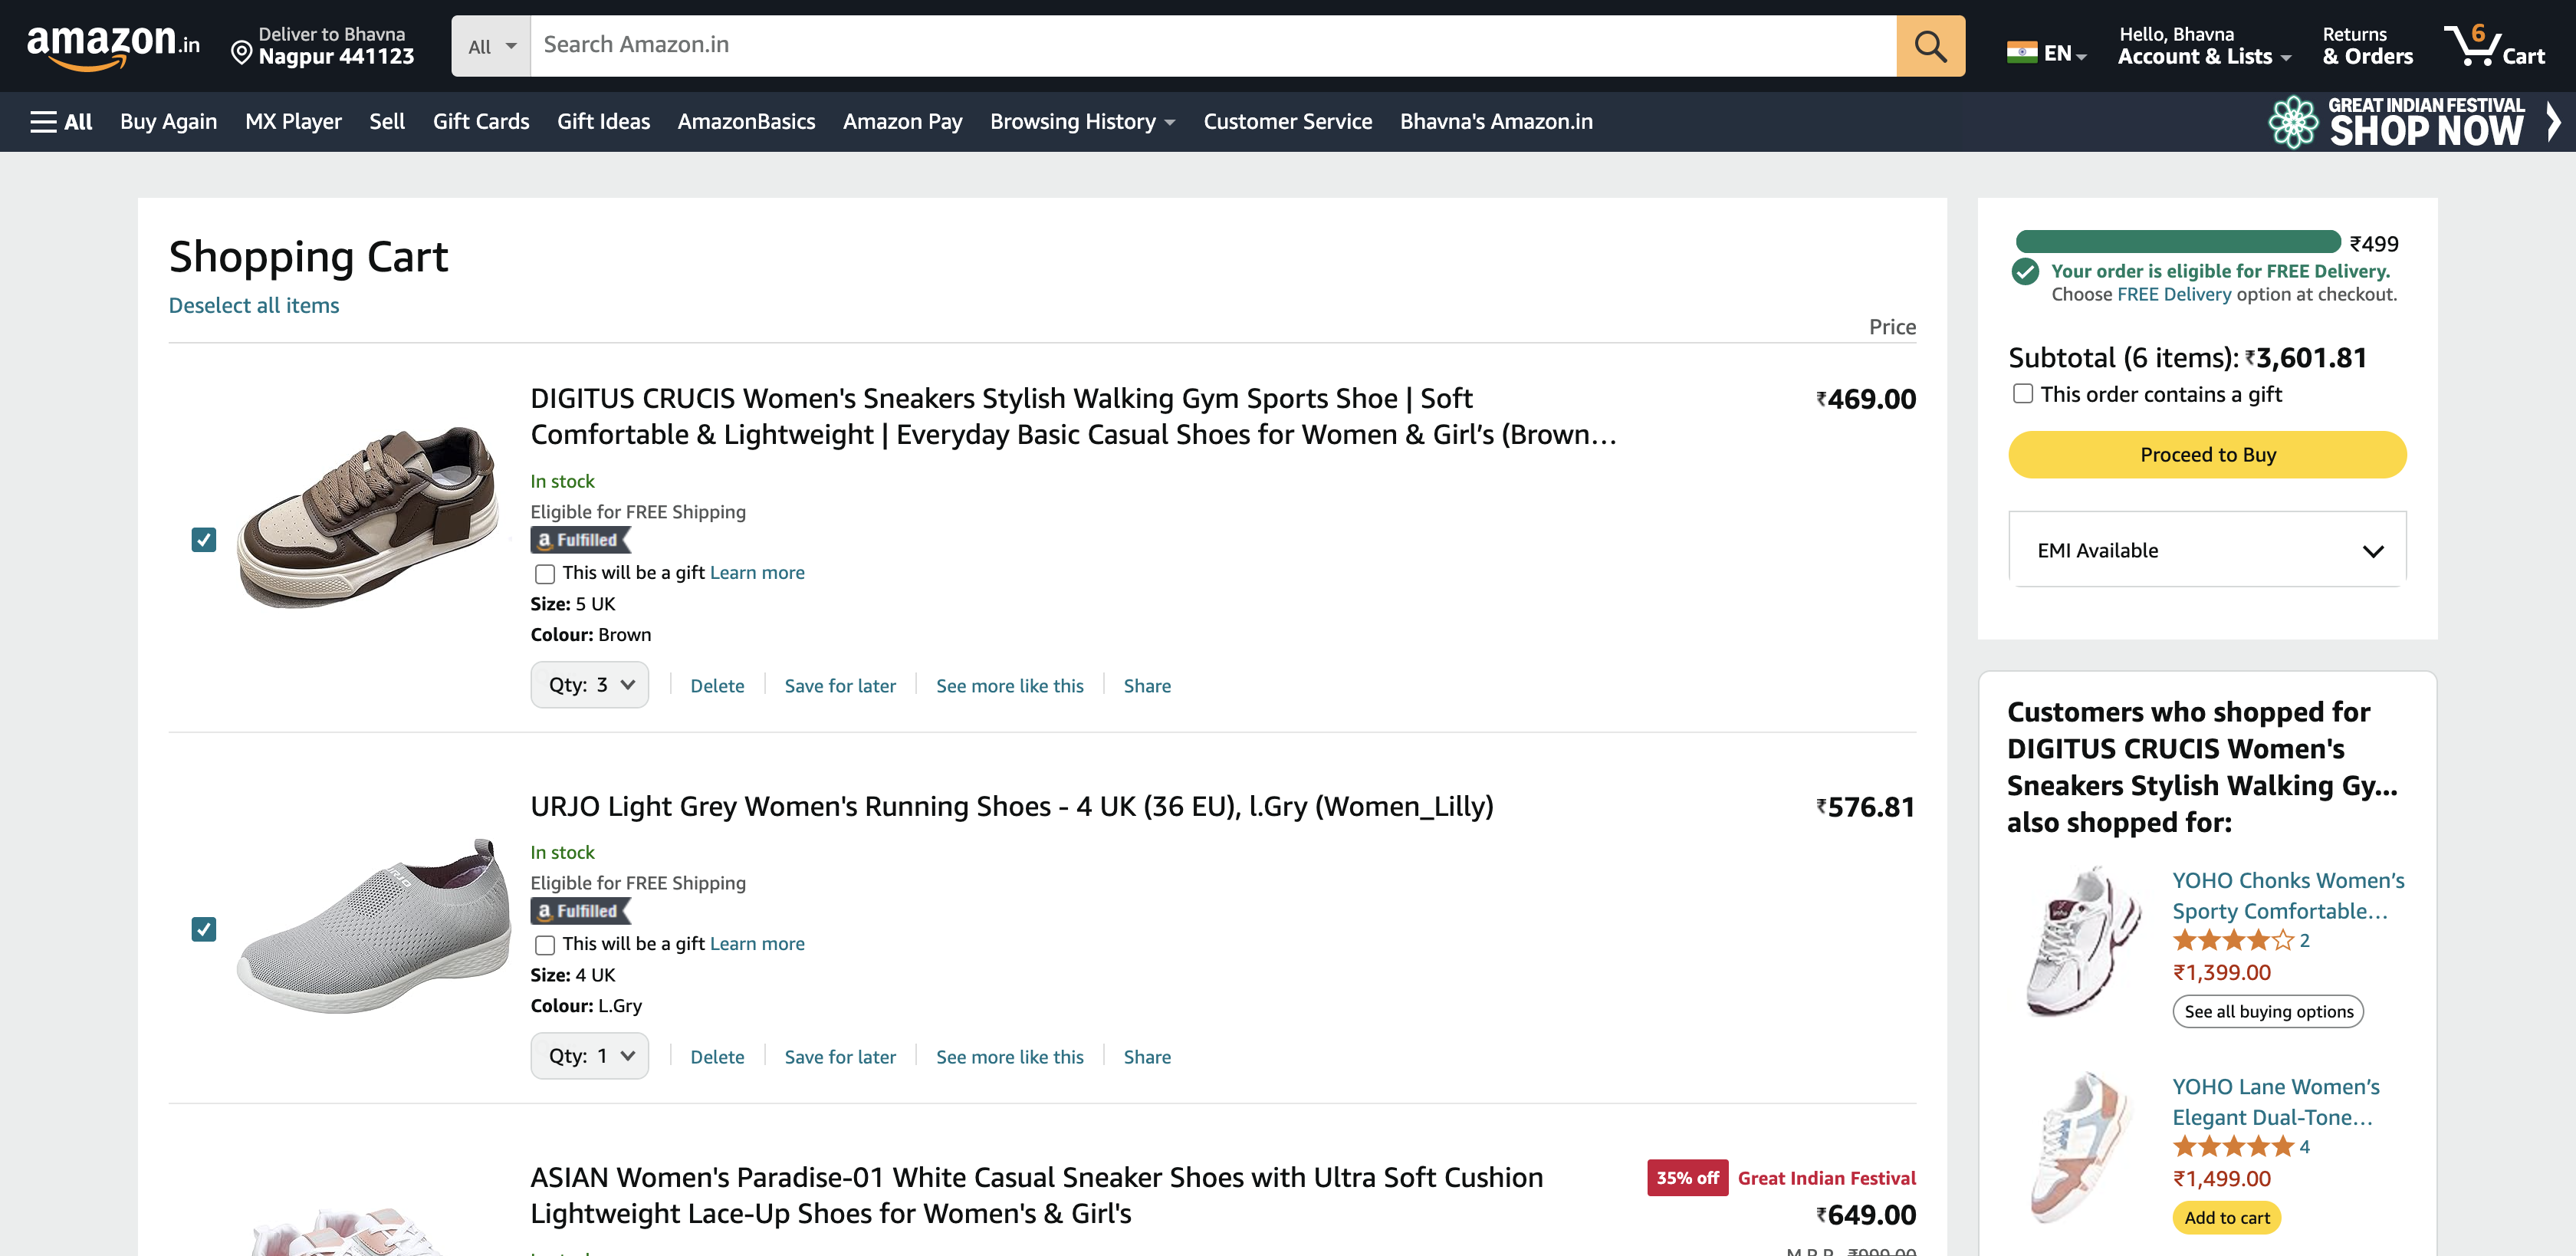 amazon.in
Deliver to Bhavna
Nagpur 441123
All
Search Amazon.in
EN
Hello, Bhavna
Account & Lists
Returns
& Orders
6
Cart
All
Buy Again
MX Player
Sell
Gift Cards
Gift Ideas
AmazonBasics
Amazon Pay
Browsing History
Customer Service
Bhavna's Amazon.in
GREAT INDIAN FESTIVAL
SHOP NOW
Shopping Cart
Deselect all items
Price
DIGITUS CRUCIS Women's Sneakers Stylish Walking Gym Sports Shoe | Soft
Comfortable & Lightweight | Everyday Basic Casual Shoes for Women & Girl’s (Brown…
₹469.00
In stock
Eligible for FREE Shipping
a Fulfilled
This will be a gift Learn more
Size: 5 UK
Colour: Brown
Qty: 3
Delete
Save for later
See more like this
Share
URJO Light Grey Women's Running Shoes - 4 UK (36 EU), l.Gry (Women_Lilly)
₹576.81
In stock
Eligible for FREE Shipping
a Fulfilled
This will be a gift Learn more
Size: 4 UK
Colour: L.Gry
Qty: 1
Delete
Save for later
See more like this
Share
ASIAN Women's Paradise-01 White Casual Sneaker Shoes with Ultra Soft Cushion
Lightweight Lace-Up Shoes for Women's & Girl's
35% off
Great Indian Festival
₹649.00
₹499
Your order is eligible for FREE Delivery.
Choose FREE Delivery option at checkout.
Subtotal (6 items): ₹3,601.81
This order contains a gift
Proceed to Buy
EMI Available
Customers who shopped for
DIGITUS CRUCIS Women's
Sneakers Stylish Walking Gy...
also shopped for:
YOHO Chonks Women’s
Sporty Comfortable…
2
₹1,399.00
See all buying options
YOHO Lane Women’s
Elegant Dual-Tone…
4
₹1,499.00
Add to cart